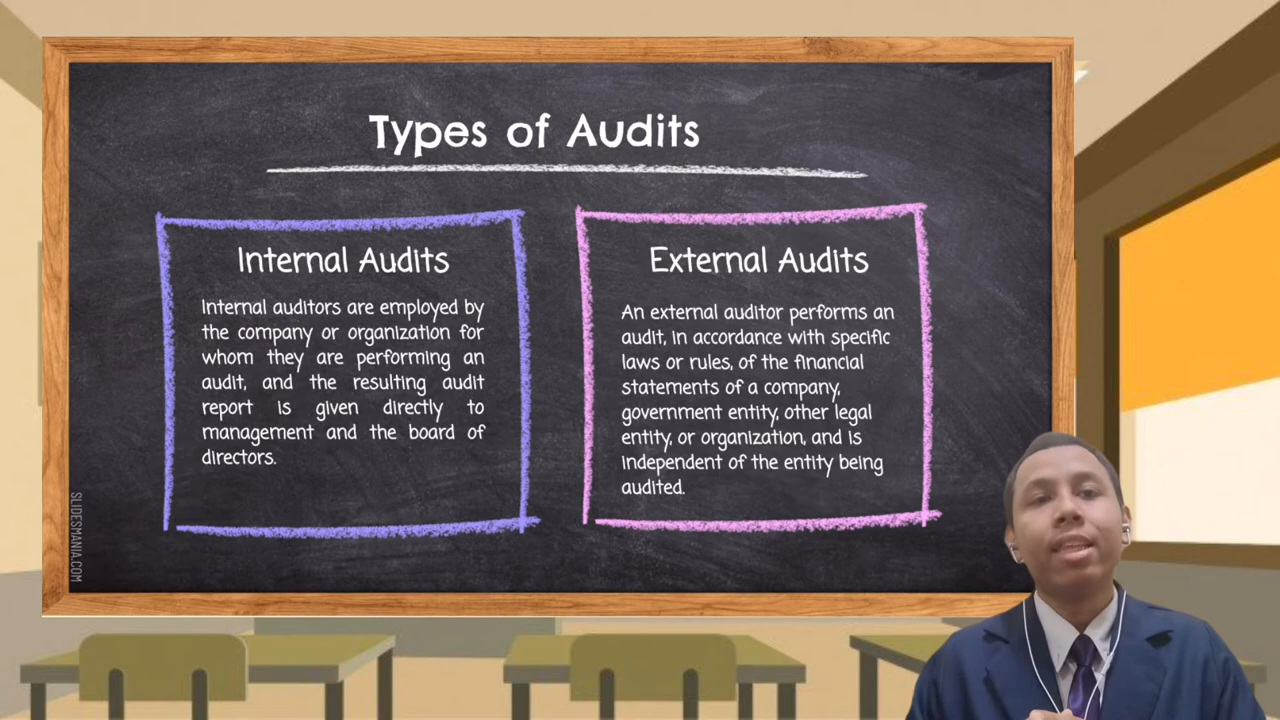 Types of Audits
Internal Audits
Internal auditors are employed by
the company or organization for
whom they are performing an
audit, and the resulting audit
report is given directly to
management and the board of
directors.
External Audits
An external auditor performs an
audit, in accordance with specific
laws or rules, of the financial
statements of a company,
government entity, other legal
entity, or organization, and is
independent of the entity being
audited.
SLIDESMANIA.COM